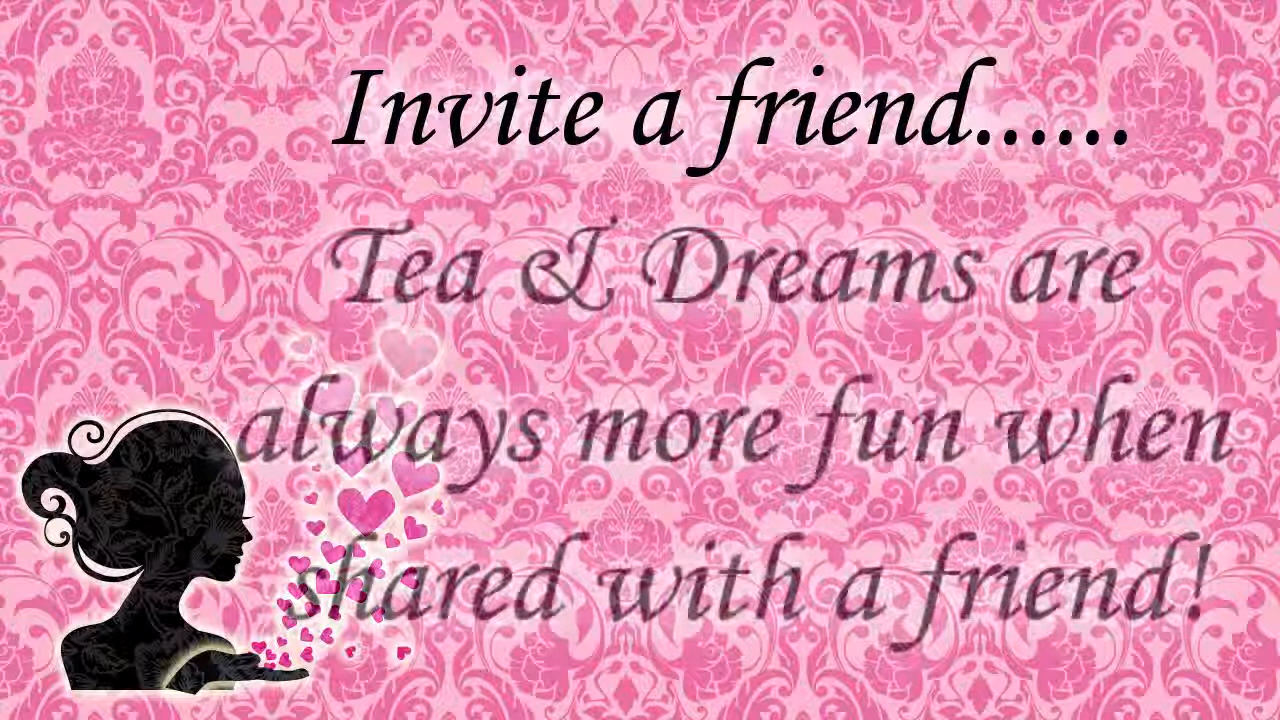 Invite a friend......
Tea & Dreams are
always more fun when
shared with a friend!